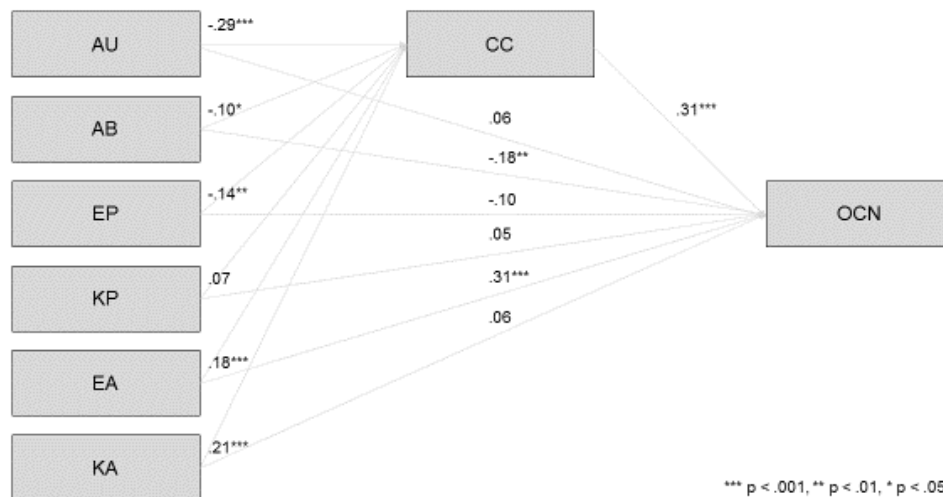 -.29***
AU
CC
-.10*
.06
.31***
AB
-.18**
-.14**
-.10
EP
OCN
.05
.07
.31***
KP
.06
.18***
EA
.21***
KA
*** p < .001, ** p < .01, * p < .05